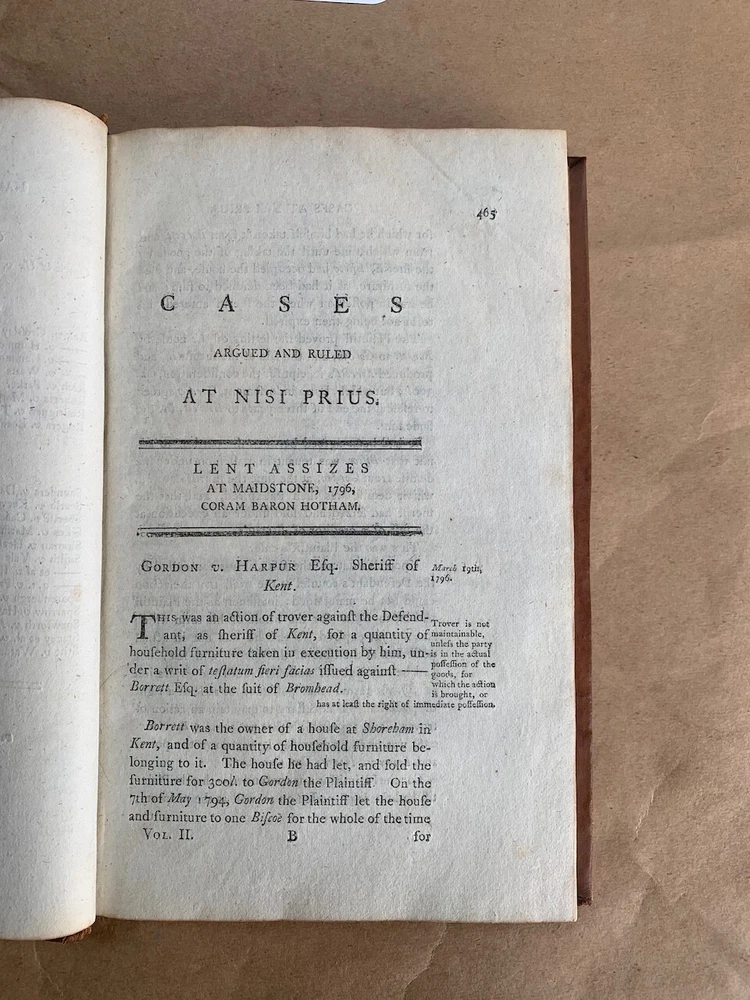 465
CASES
ARGUED AND RULED
AT NISI PRIUS.
LENT ASSIZES
AT MAIDSTONE, 1796,
CORAM BARON HOTHAM.
GORDON v. HARPUR Eſq. Sheriff of
Kent.
March 19th,
1796.
THIS was an action of trover againſt the Defend-
ant, as ſheriff of Kent, for a quantity of
houſehold furniture taken in execution by him, un-
der a writ of teſtatum fieri facias iſſued againſt ——
Borrett Eſq. at the ſuit of Bromhead.
Trover is not
maintainable,
unleſs the party
is in the actual
poſſeſſion of the
goods, for
which the action
is brought, or
has at leaſt the right of immediate poſſeſſion.
Borrett was the owner of a houſe at Shoreham in
Kent, and of a quantity of houſehold furniture be-
longing to it. The houſe he had let, and ſold the
furniture for 300l. to Gordon the Plaintiff. On the
7th of May 1794, Gordon the Plaintiff let the houſe
and furniture to one Biſcoe for the whole of the time
VOL. II. B for